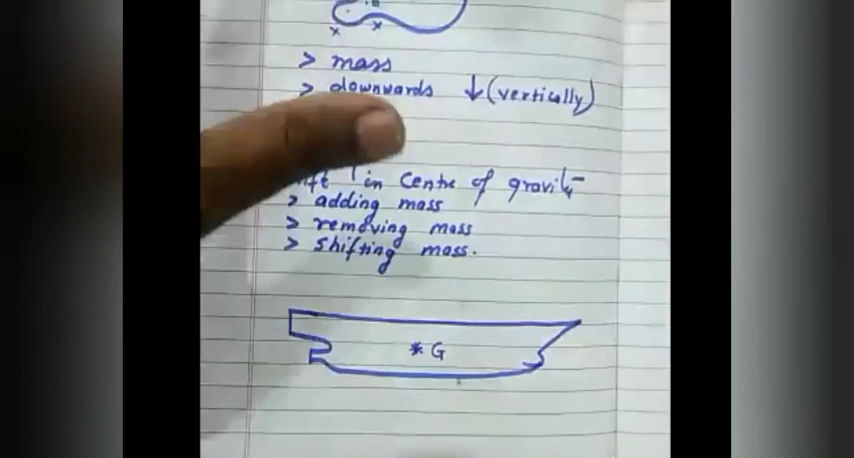 x x
> mass
> downwards ↓ (vertically)
in Centre of gravity
> adding mass
> removing mass
> shifting mass.
* G